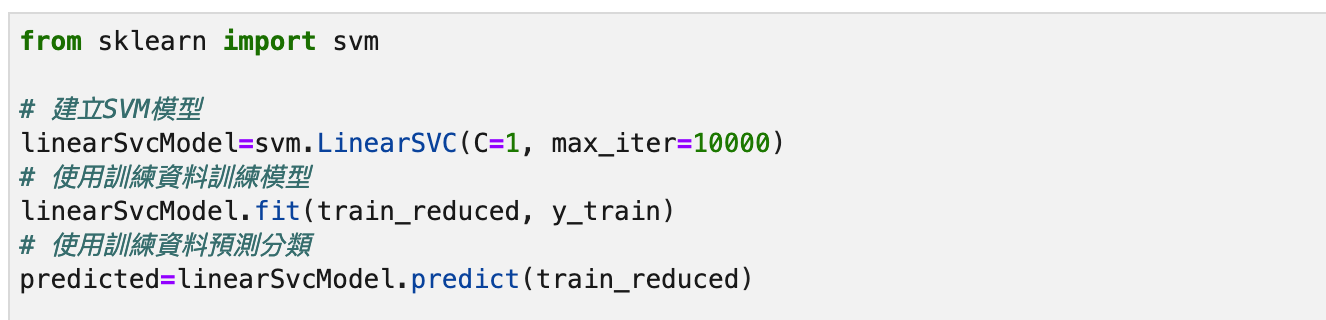 from sklearn import svm
# 建立SVM模型
linearSvcModel=svm.LinearSVC(C=1, max_iter=10000)
# 使用訓練資料訓練模型
linearSvcModel.fit(train_reduced, y_train)
# 使用訓練資料預測分類
predicted=linearSvcModel.predict(train_reduced)